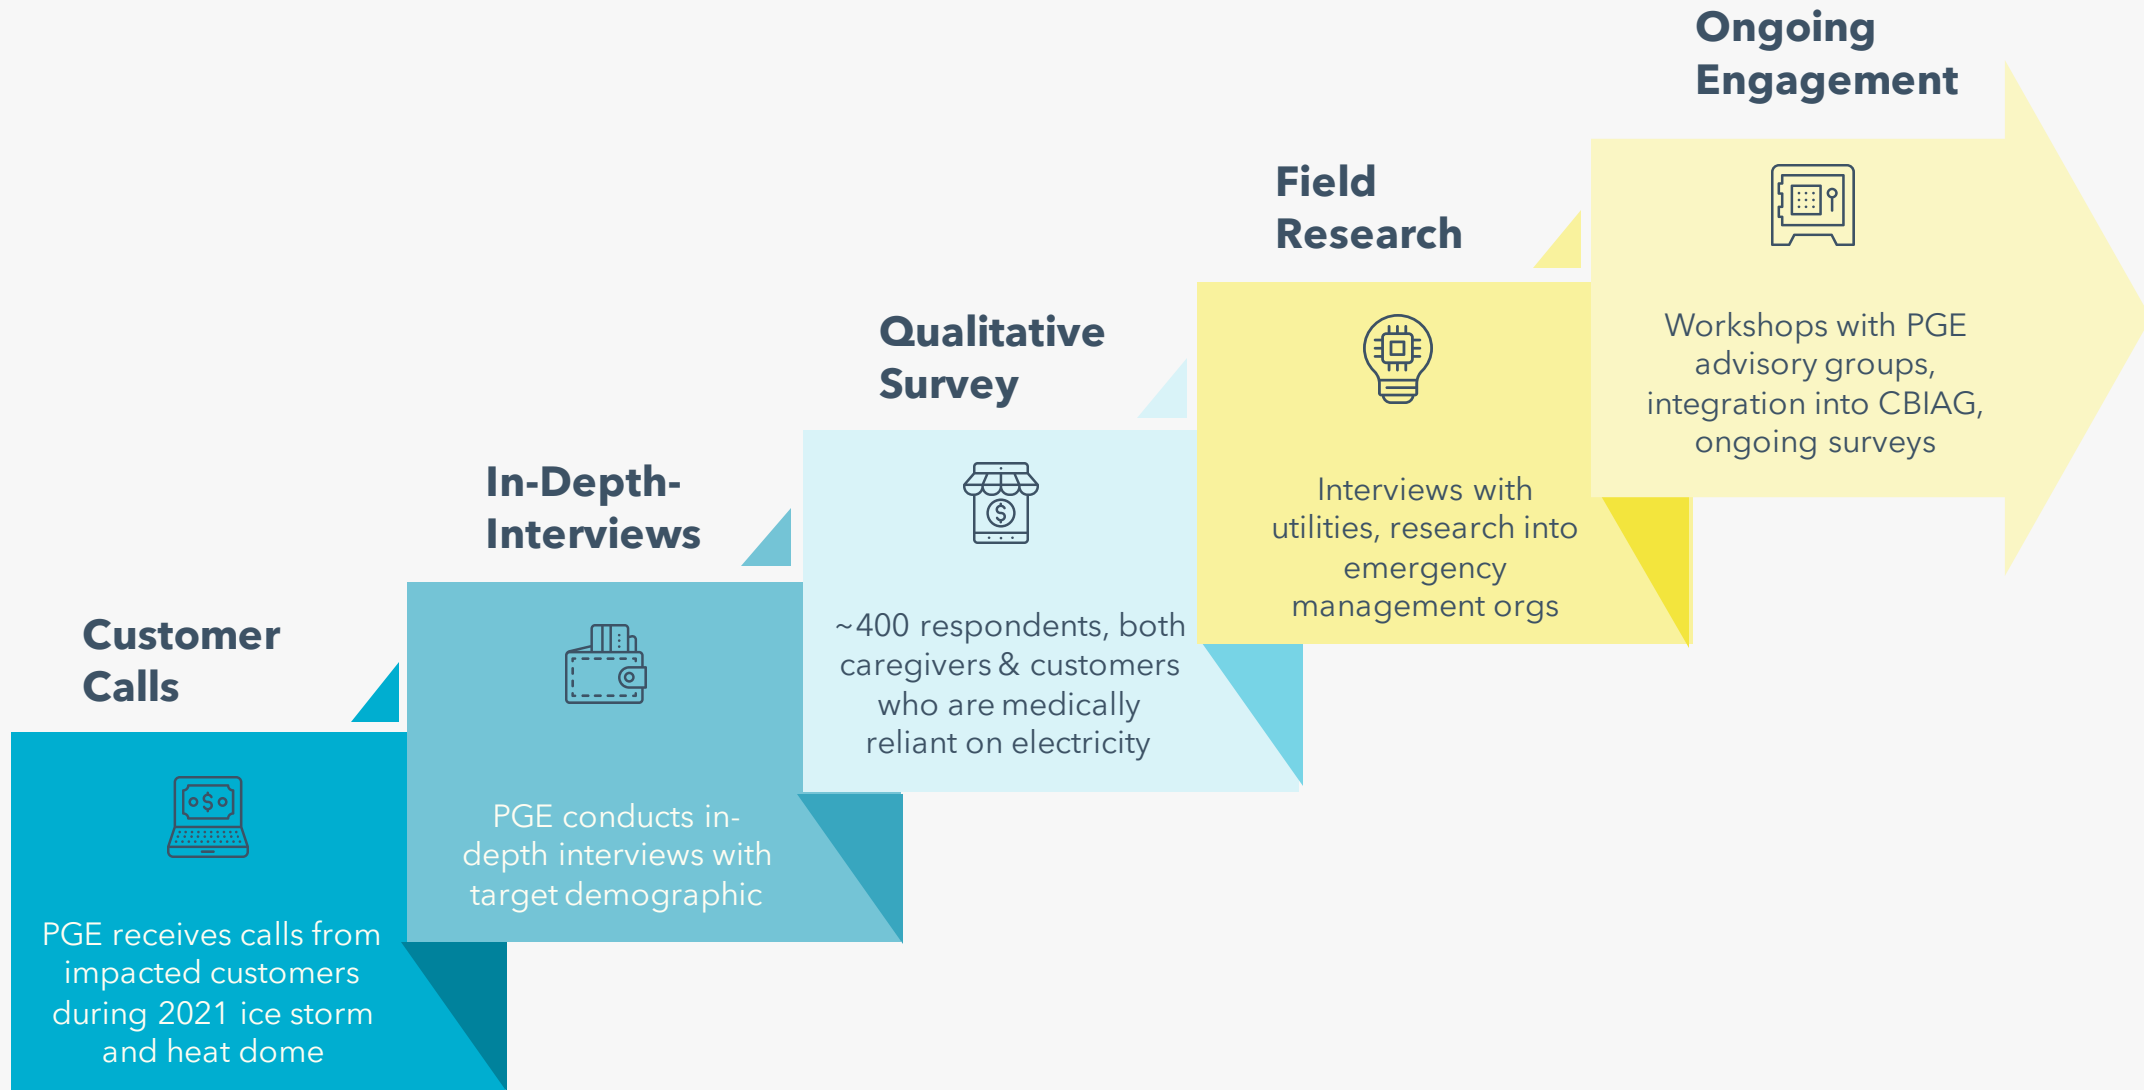 Customer
Calls
PGE receives calls from
impacted customers
during 2021 ice storm
and heat dome
In-Depth-
Interviews
PGE conducts in-
depth interviews with
target demographic
Qualitative
Survey
$
~400 respondents, both
caregivers & customers
who are medically
reliant on electricity
Field
Research
Interviews with
utilities, research into
emergency
management orgs
Ongoing
Engagement
Workshops with PGE
advisory groups,
integration into CBIAG,
ongoing surveys